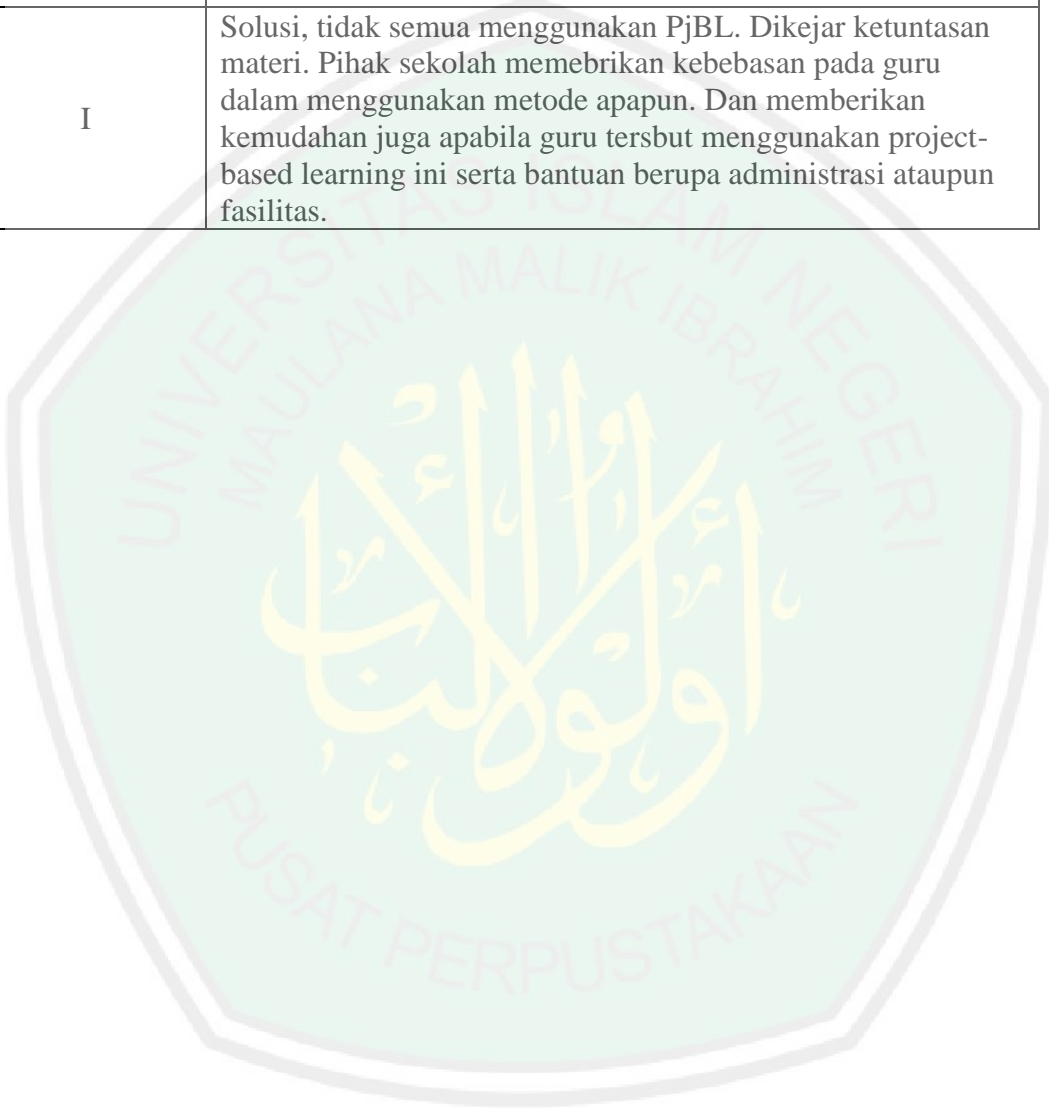 I
Solusi, tidak semua menggunakan PjBL. Dikejar ketuntasan
materi. Pihak sekolah memebrikan kebebasan pada guru
dalam menggunakan metode apapun. Dan memberikan
kemudahan juga apabila guru tersbut menggunakan project-
based learning ini serta bantuan berupa administrasi ataupun
fasilitas.
UNIVERSITAS ISLAM NEGERI
MAULANA MALIK IBRAHIM
أولوا الألباب
PUSAT PERPUSTAKAAN